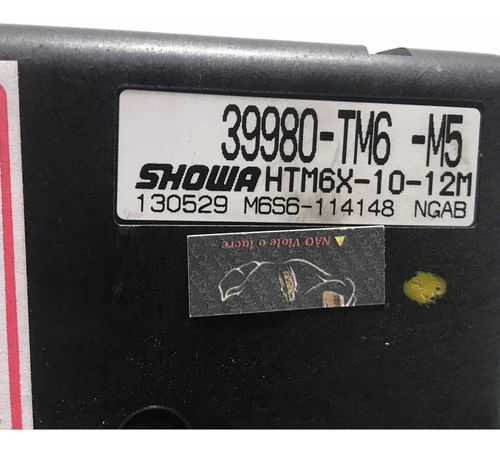 39980-TM6 -M5
SHOWA HTM6X-10-12M
130529 M6S6-114148 NGAB
NÃO Viole o lacre